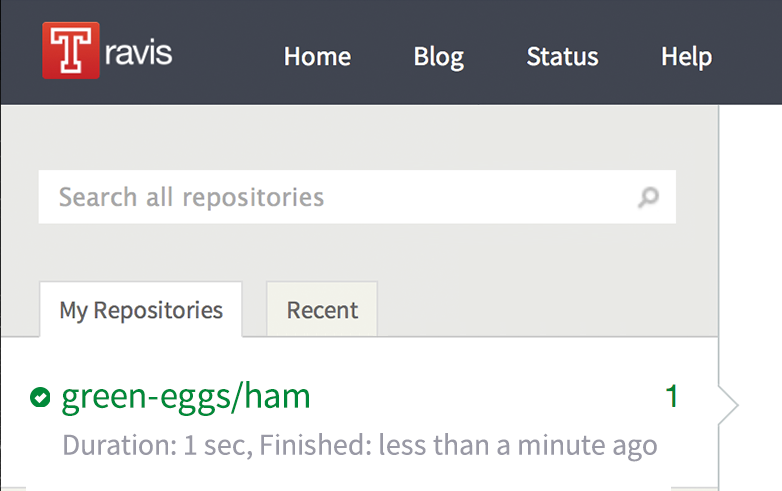 Travis Home Blog Status Help
Search all repositories
My Repositories Recent
green-eggs/ham 1
Duration: 1 sec, Finished: less than a minute ago